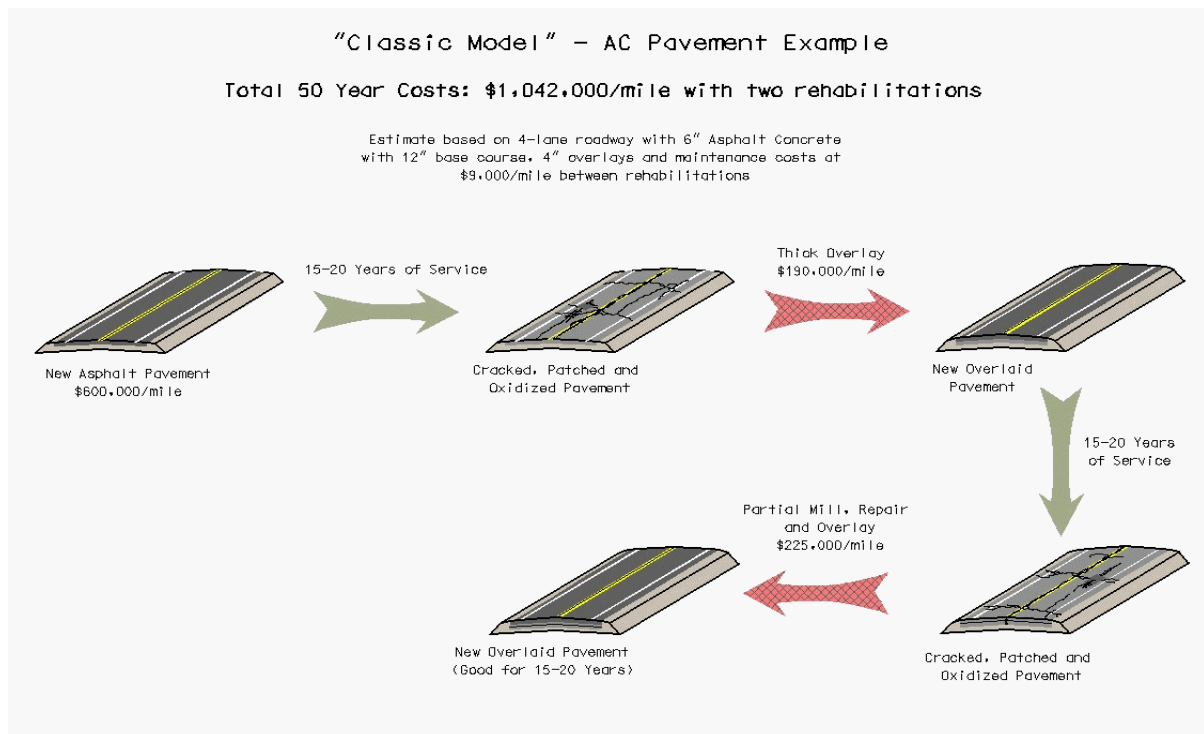 "Classic Model" - AC Pavement Example
Total 50 Year Costs: $1,042,000/mile with two rehabilitations
Estimate based on 4-lane roadway with 6" Asphalt Concrete
with 12" base course, 4" overlays and maintenance costs at
$9,000/mile between rehabilitations
15-20 Years of Service
Thick Overlay
$190,000/mile
New Asphalt Pavement
$600,000/mile
Cracked, Patched and
Oxidized Pavement
New Overlaid
Pavement
15-20 Years
of Service
Partial Mill, Repair
and Overlay
$225,000/mile
New Overlaid Pavement
(Good for 15-20 Years)
Cracked, Patched and
Oxidized Pavement